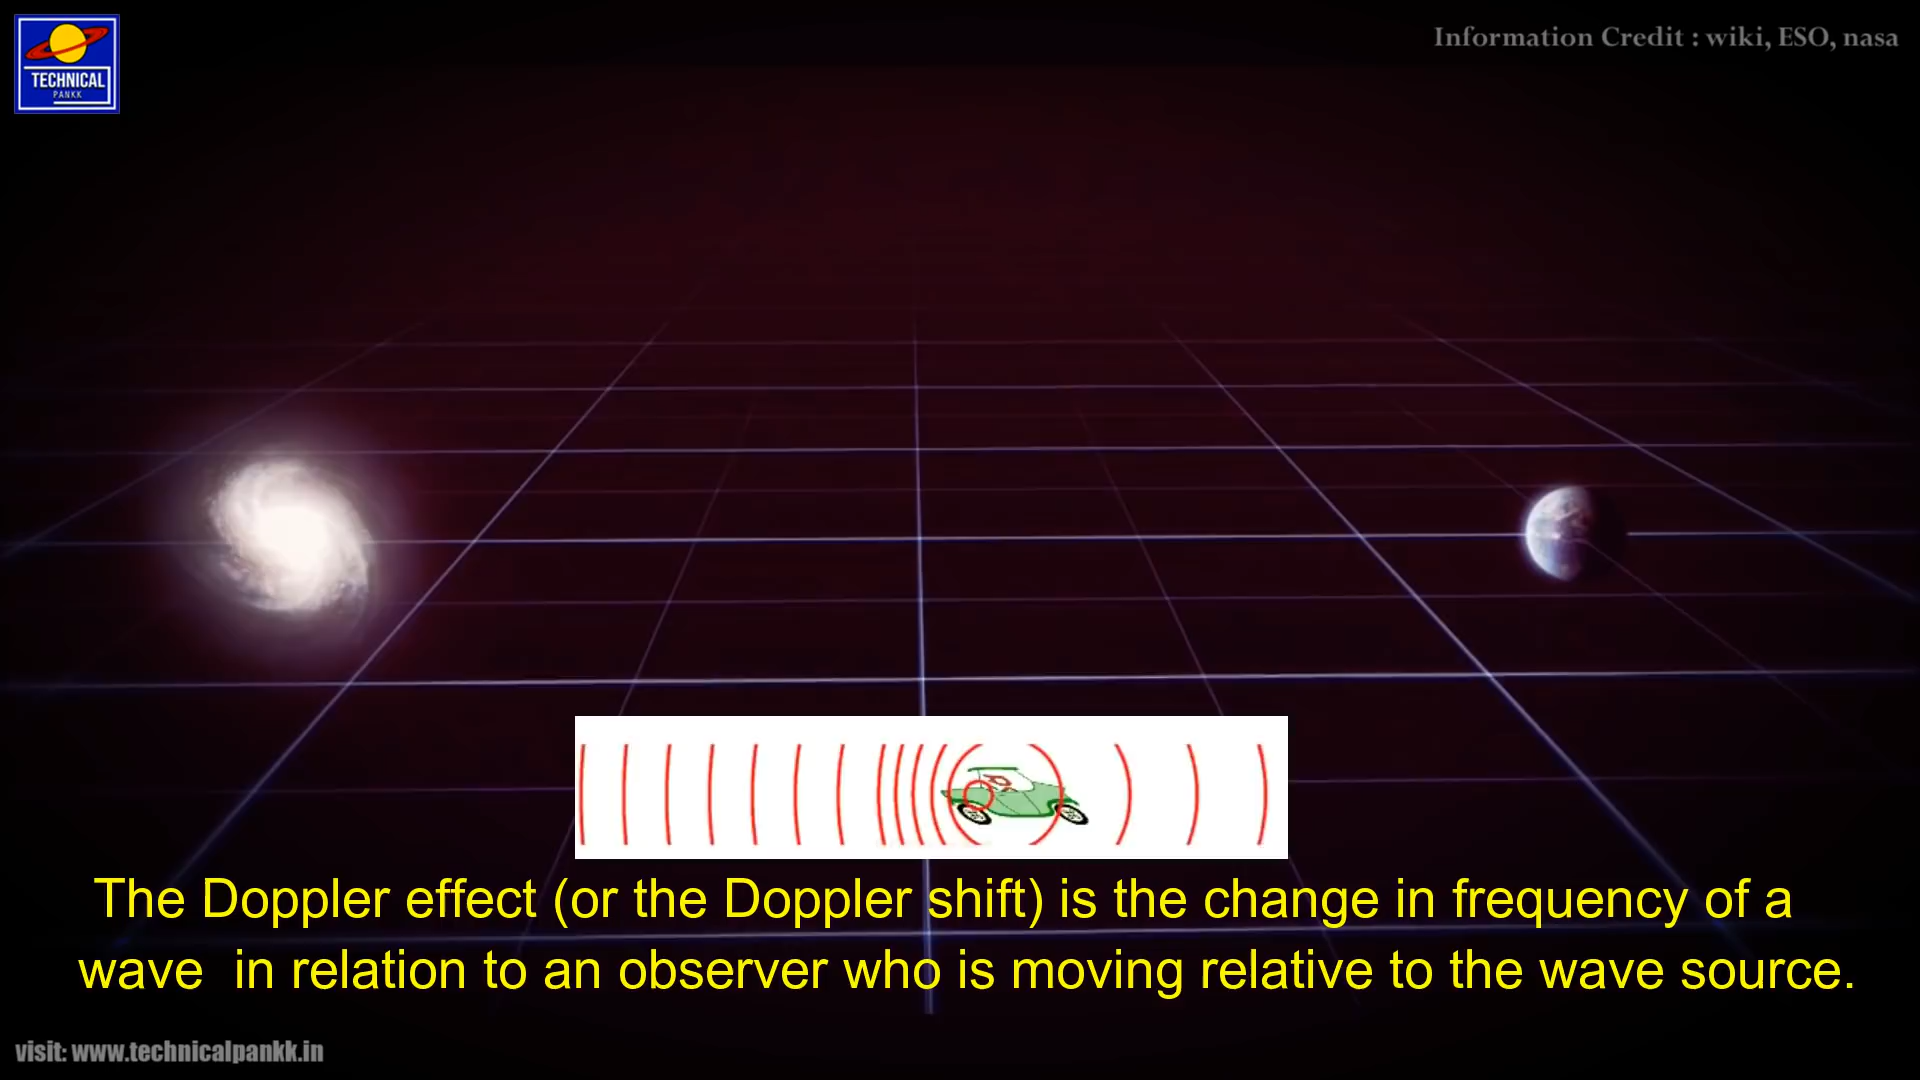 TECHNICAL
PANKK
Information Credit : wiki, ESO, nasa
The Doppler effect (or the Doppler shift) is the change in frequency of a
wave  in relation to an observer who is moving relative to the wave source.
visit: www.technicalpankk.in